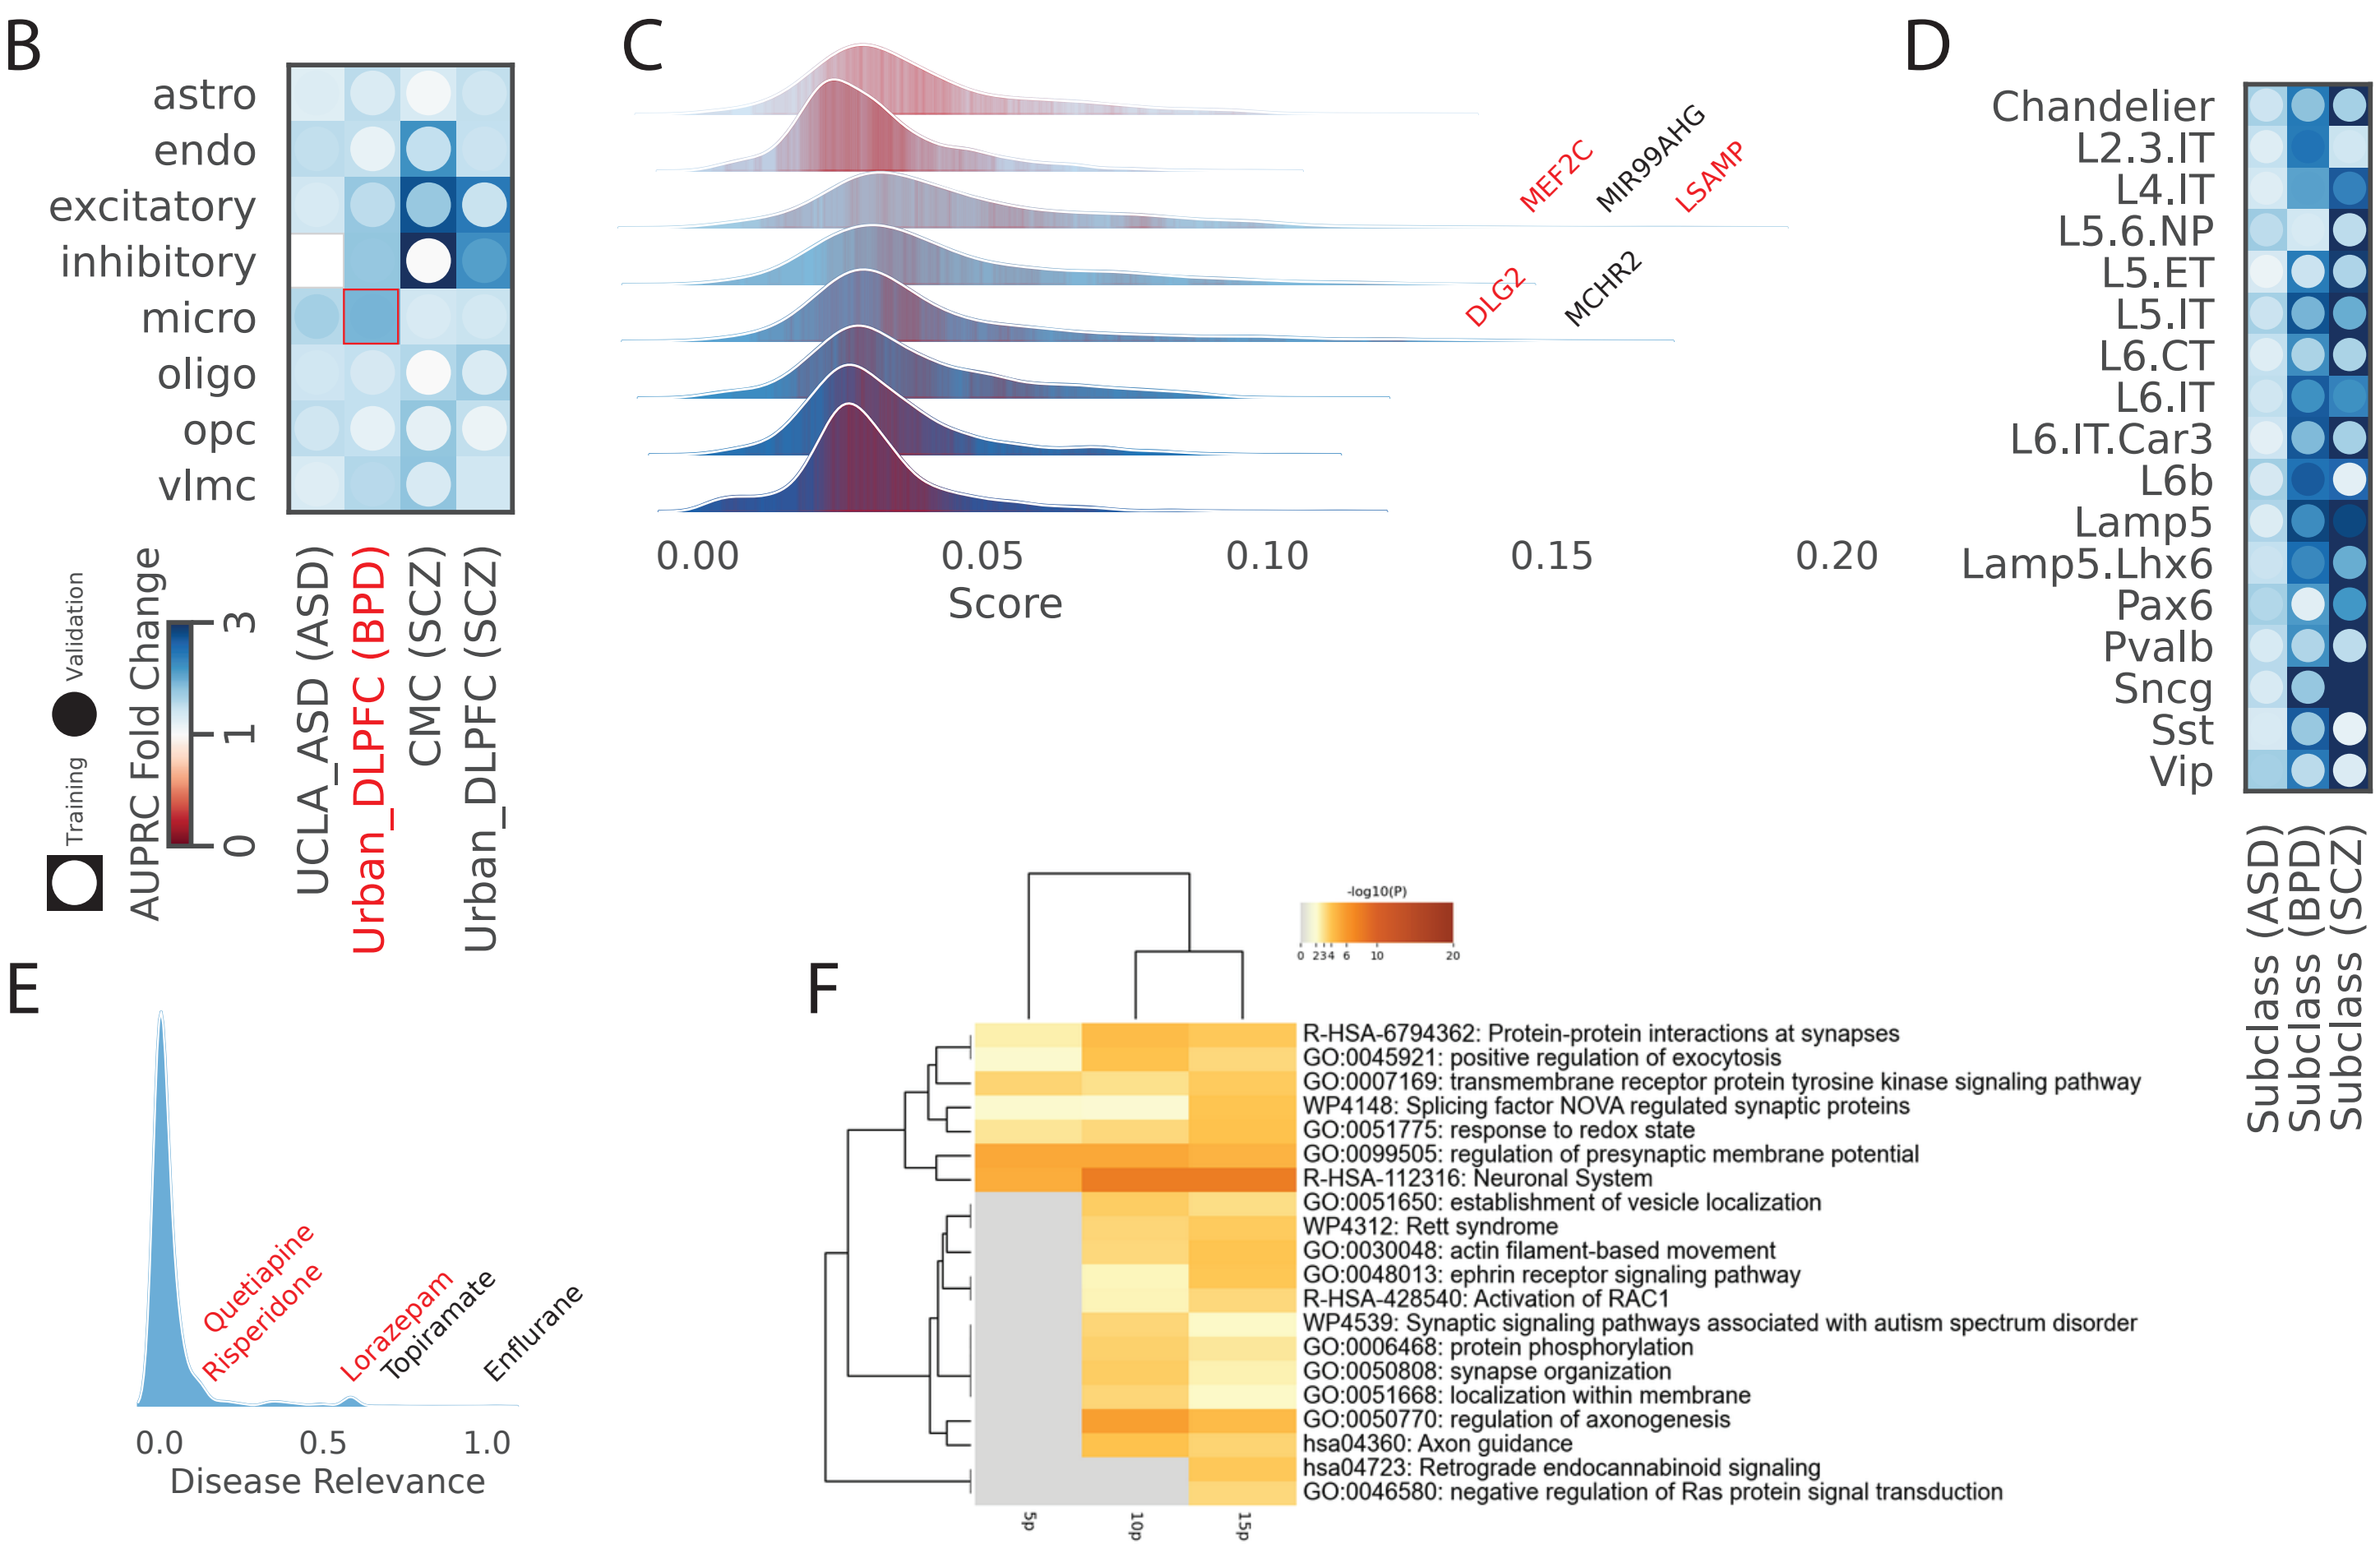 B
astro
endo
excitatory
inhibitory
micro
oligo
opc
vlmc
Training
Validation
AUPRC Fold Change
0
1
3
UCLA_ASD (ASD)
Urban_DLPFC (BPD)
CMC (SCZ)
Urban_DLPFC (SCZ)
C
MEF2C
MIR99AHG
LSAMP
DLG2
MCHR2
0.00
0.05
0.10
0.15
0.20
Score
D
Chandelier
L2.3.IT
L4.IT
L5.6.NP
L5.ET
L5.IT
L6.CT
L6.IT
L6.IT.Car3
L6b
Lamp5
Lamp5.Lhx6
Pax6
Pvalb
Sncg
Sst
Vip
Subclass (ASD)
Subclass (BPD)
Subclass (SCZ)
E
Quetiapine
Risperidone
Lorazepam
Topiramate
Enflurane
0.0
0.5
1.0
Disease Relevance
F
-log10(P)
0 2 3 4 6 10 20
R-HSA-6794362: Protein-protein interactions at synapses
GO:0045921: positive regulation of exocytosis
GO:0007169: transmembrane receptor protein tyrosine kinase signaling pathway
WP4148: Splicing factor NOVA regulated synaptic proteins
GO:0051775: response to redox state
GO:0099505: regulation of presynaptic membrane potential
R-HSA-112316: Neuronal System
GO:0051650: establishment of vesicle localization
WP4312: Rett syndrome
GO:0030048: actin filament-based movement
GO:0048013: ephrin receptor signaling pathway
R-HSA-428540: Activation of RAC1
WP4539: Synaptic signaling pathways associated with autism spectrum disorder
GO:0006468: protein phosphorylation
GO:0050808: synapse organization
GO:0051668: localization within membrane
GO:0050770: regulation of axonogenesis
hsa04360: Axon guidance
hsa04723: Retrograde endocannabinoid signaling
GO:0046580: negative regulation of Ras protein signal transduction
5p
10p
15p